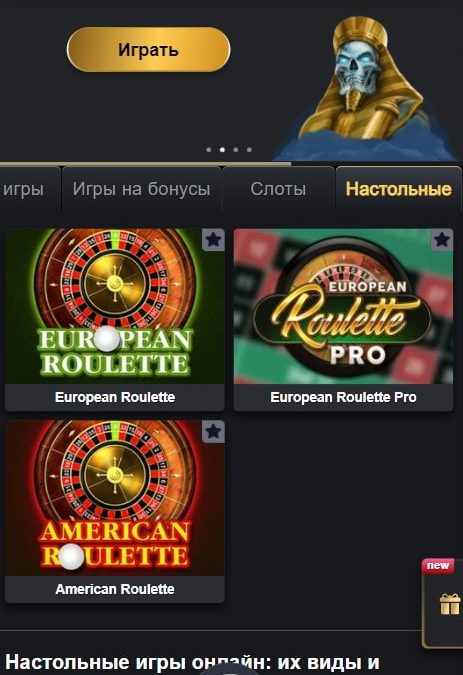 Играть
игры
Игры на бонусы
Слоты
Настольные
EUROPEAN
ROULETTE
European Roulette
EUROPEAN
Roulette
PRO
European Roulette Pro
AMERICAN
ROULETTE
American Roulette
new
Настольные игры онлайн: их виды и